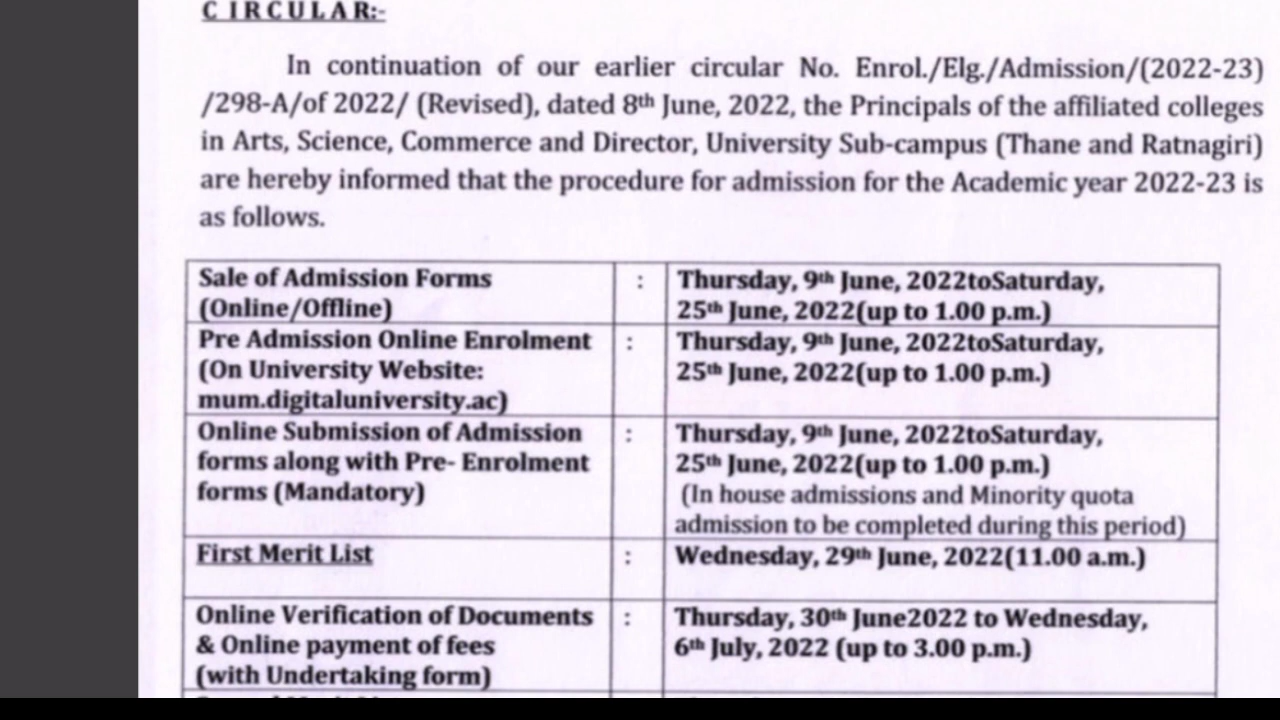 C IRCULAR:-
In continuation of our earlier circular No. Enrol./Elg./Admission/(2022-23)
/298-A/of 2022/ (Revised), dated 8th June, 2022, the Principals of the affiliated colleges
in Arts, Science, Commerce and Director, University Sub-campus (Thane and Ratnagiri)
are hereby informed that the procedure for admission for the Academic year 2022-23 is
as follows.
Sale of Admission Forms
(Online/Offline)
:
Thursday, 9th June, 2022toSaturday,
25th June, 2022(up to 1.00 p.m.)
Pre Admission Online Enrolment
(On University Website:
mum.digitaluniversity.ac)
:
Thursday, 9th June, 2022toSaturday,
25th June, 2022(up to 1.00 p.m.)
Online Submission of Admission
forms along with Pre- Enrolment
forms (Mandatory)
:
Thursday, 9th June, 2022toSaturday,
25th June, 2022(up to 1.00 p.m.)
(In house admissions and Minority quota
admission to be completed during this period)
First Merit List
:
Wednesday, 29th June, 2022(11.00 a.m.)
Online Verification of Documents
& Online payment of fees
(with Undertaking form)
:
Thursday, 30th June2022 to Wednesday,
6th July, 2022 (up to 3.00 p.m.)